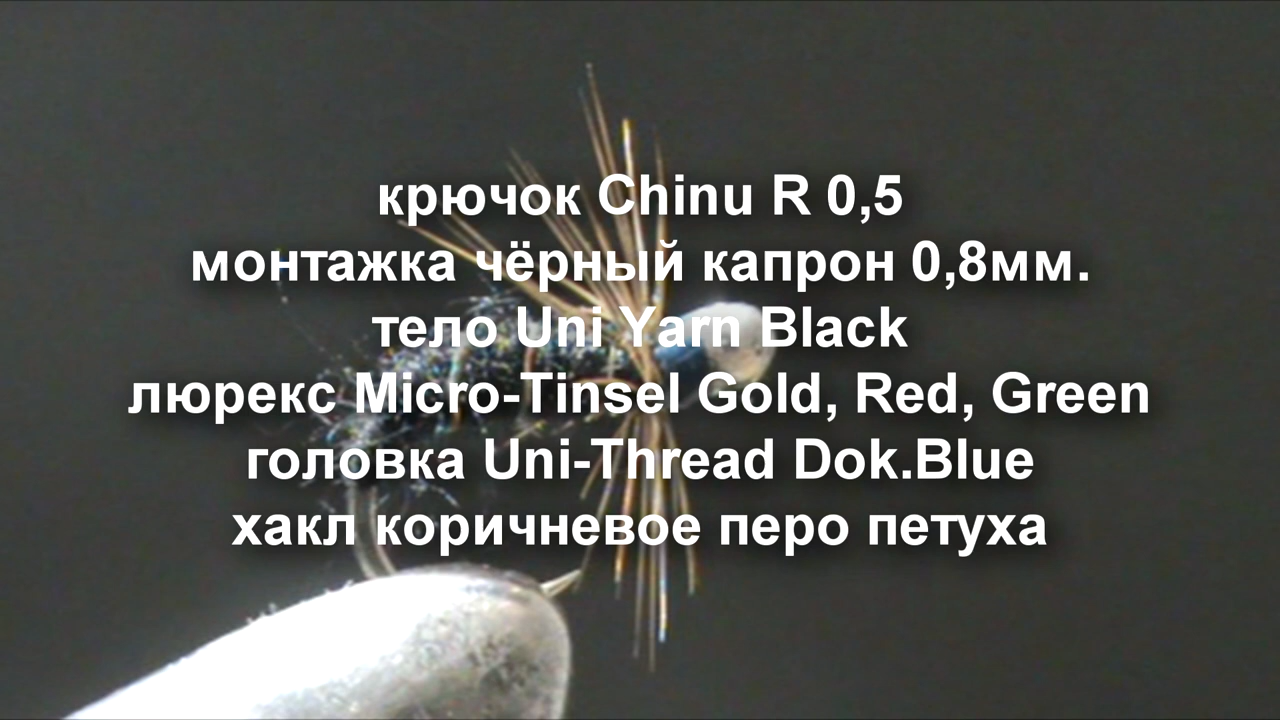 крючок Chinu R 0,5
монтажка чёрный капрон 0,8мм.
тело Uni Yarn Black
люрекс Micro-Tinsel Gold, Red, Green
головка Uni-Thread Dok.Blue
хакл коричневое перо петуха